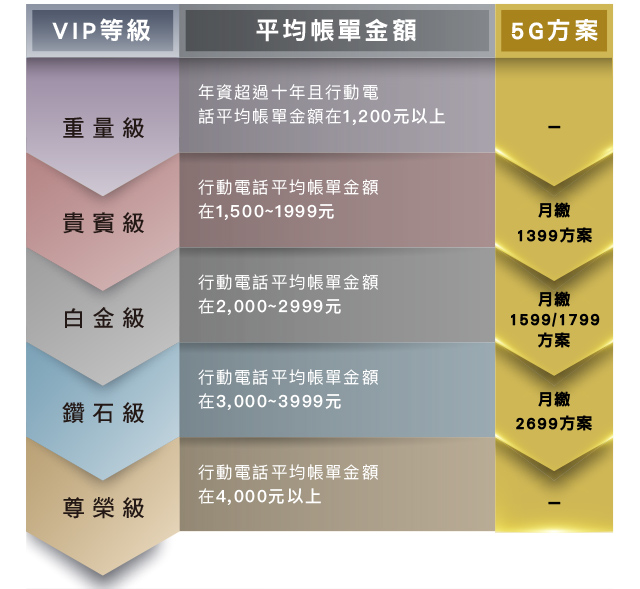 VIP等級
平均帳單金額
5G方案
重量級
年資超過十年且行動電
話平均帳單金額在1,200元以上
–
貴賓級
行動電話平均帳單金額
在1,500~1999元
月繳
1399方案
白金級
行動電話平均帳單金額
在2,000~2999元
月繳
1599/1799
方案
鑽石級
行動電話平均帳單金額
在3,000~3999元
月繳
2699方案
尊榮級
行動電話平均帳單金額
在4,000元以上
–